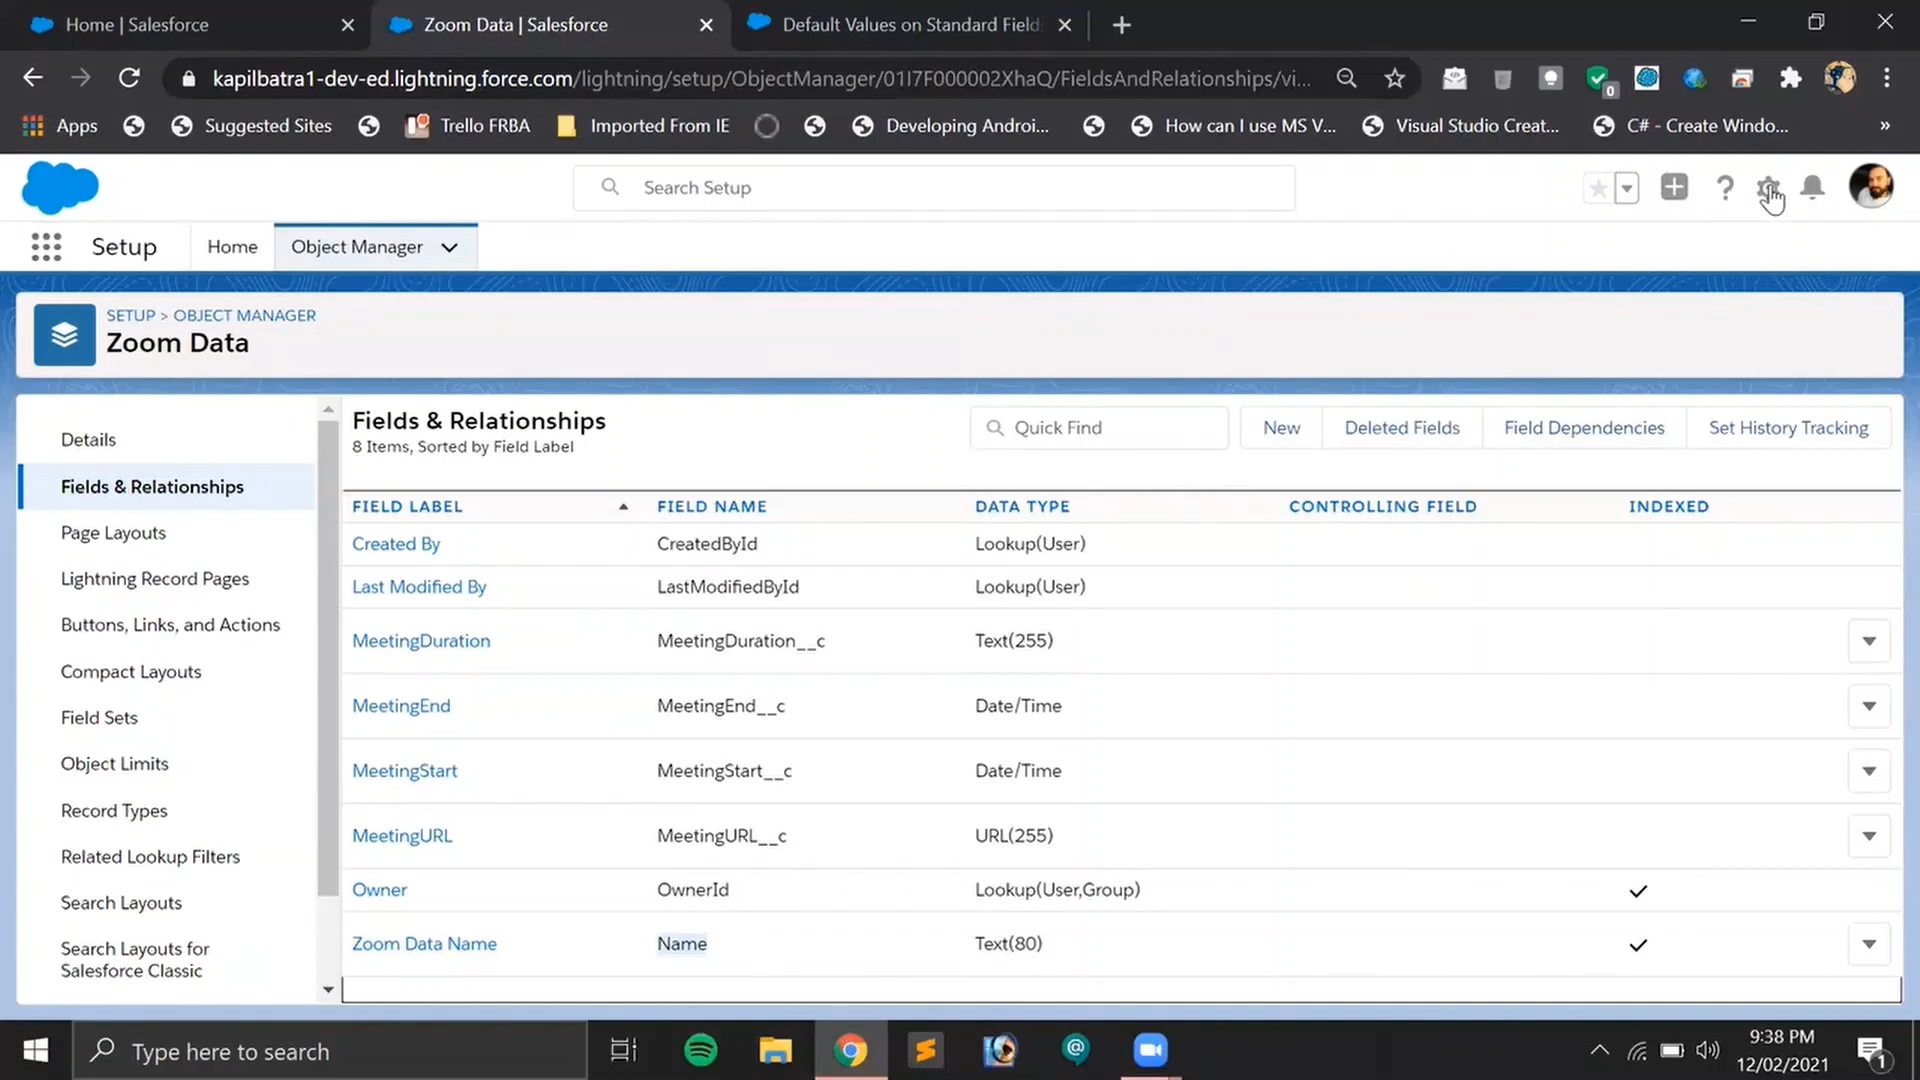 Home | Salesforce
Zoom Data | Salesforce
Default Values on Standard Field
kapilbatra1-dev-ed.lightning.force.com/lightning/setup/ObjectManager/01I7F000002XhaQ/FieldsAndRelationships/vi...
0
Apps
Suggested Sites
Trello FRBA
Imported From IE
Developing Androi...
How can I use MS V...
Visual Studio Creat...
C# - Create Windo...
»
Search Setup
Setup
Home
Object Manager
SETUP > OBJECT MANAGER
Zoom Data
Details
Fields & Relationships
Page Layouts
Lightning Record Pages
Buttons, Links, and Actions
Compact Layouts
Field Sets
Object Limits
Record Types
Related Lookup Filters
Search Layouts
Search Layouts for
Salesforce Classic
Fields & Relationships
8 Items, Sorted by Field Label
Quick Find
New
Deleted Fields
Field Dependencies
Set History Tracking
FIELD LABEL FIELD NAME DATA TYPE CONTROLLING FIELD INDEXED
Created By CreatedById Lookup(User)
Last Modified By LastModifiedById Lookup(User)
MeetingDuration MeetingDuration__c Text(255)
MeetingEnd MeetingEnd__c Date/Time
MeetingStart MeetingStart__c Date/Time
MeetingURL MeetingURL__c URL(255)
Owner OwnerId Lookup(User,Group)
Zoom Data Name Name Text(80)
Type here to search
9:38 PM
12/02/2021
1